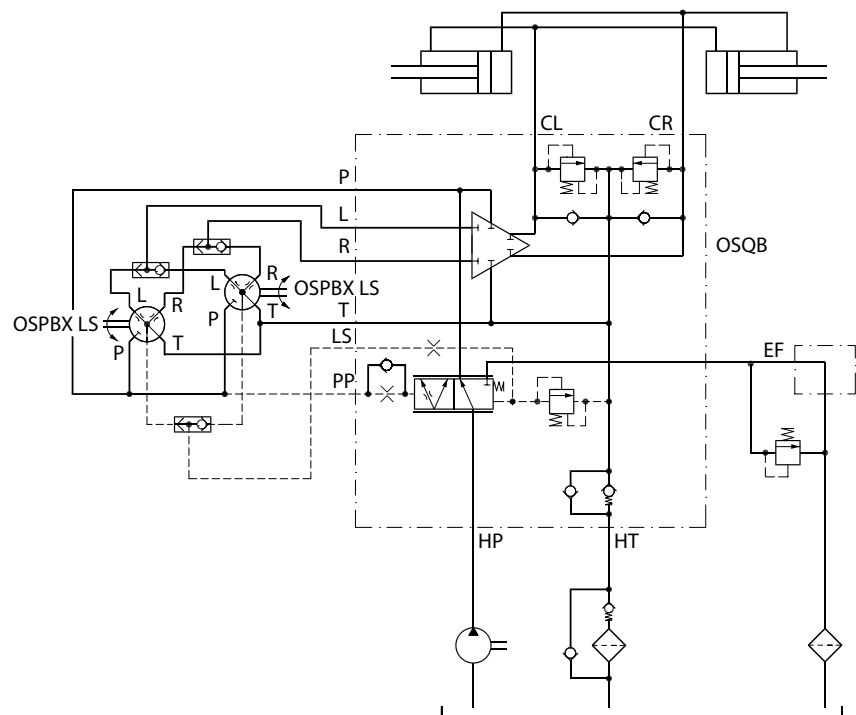 CL CR
P
L
R
OSQB
L R OSPBX LS
L R P T
OSPBX LS
P T
T
LS
EF
PP
HP HT